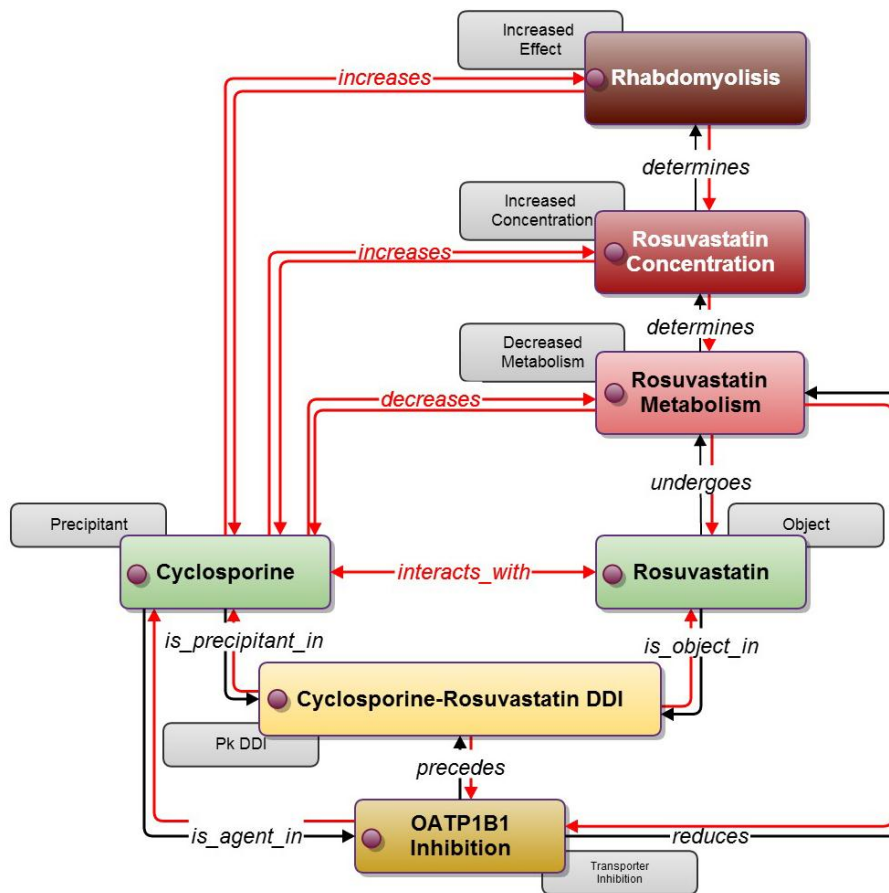 Increased
Effect
Rhabdomyolisis
increases
determines
Increased
Concentration
Rosuvastatin
Concentration
increases
determines
Decreased
Metabolism
Rosuvastatin
Metabolism
decreases
undergoes
Precipitant
Object
Cyclosporine
interacts_with
Rosuvastatin
is_precipitant_in
is_object_in
Cyclosporine-Rosuvastatin DDI
Pk DDI
precedes
OATP1B1
Inhibition
is_agent_in
reduces
Transporter
Inhibition